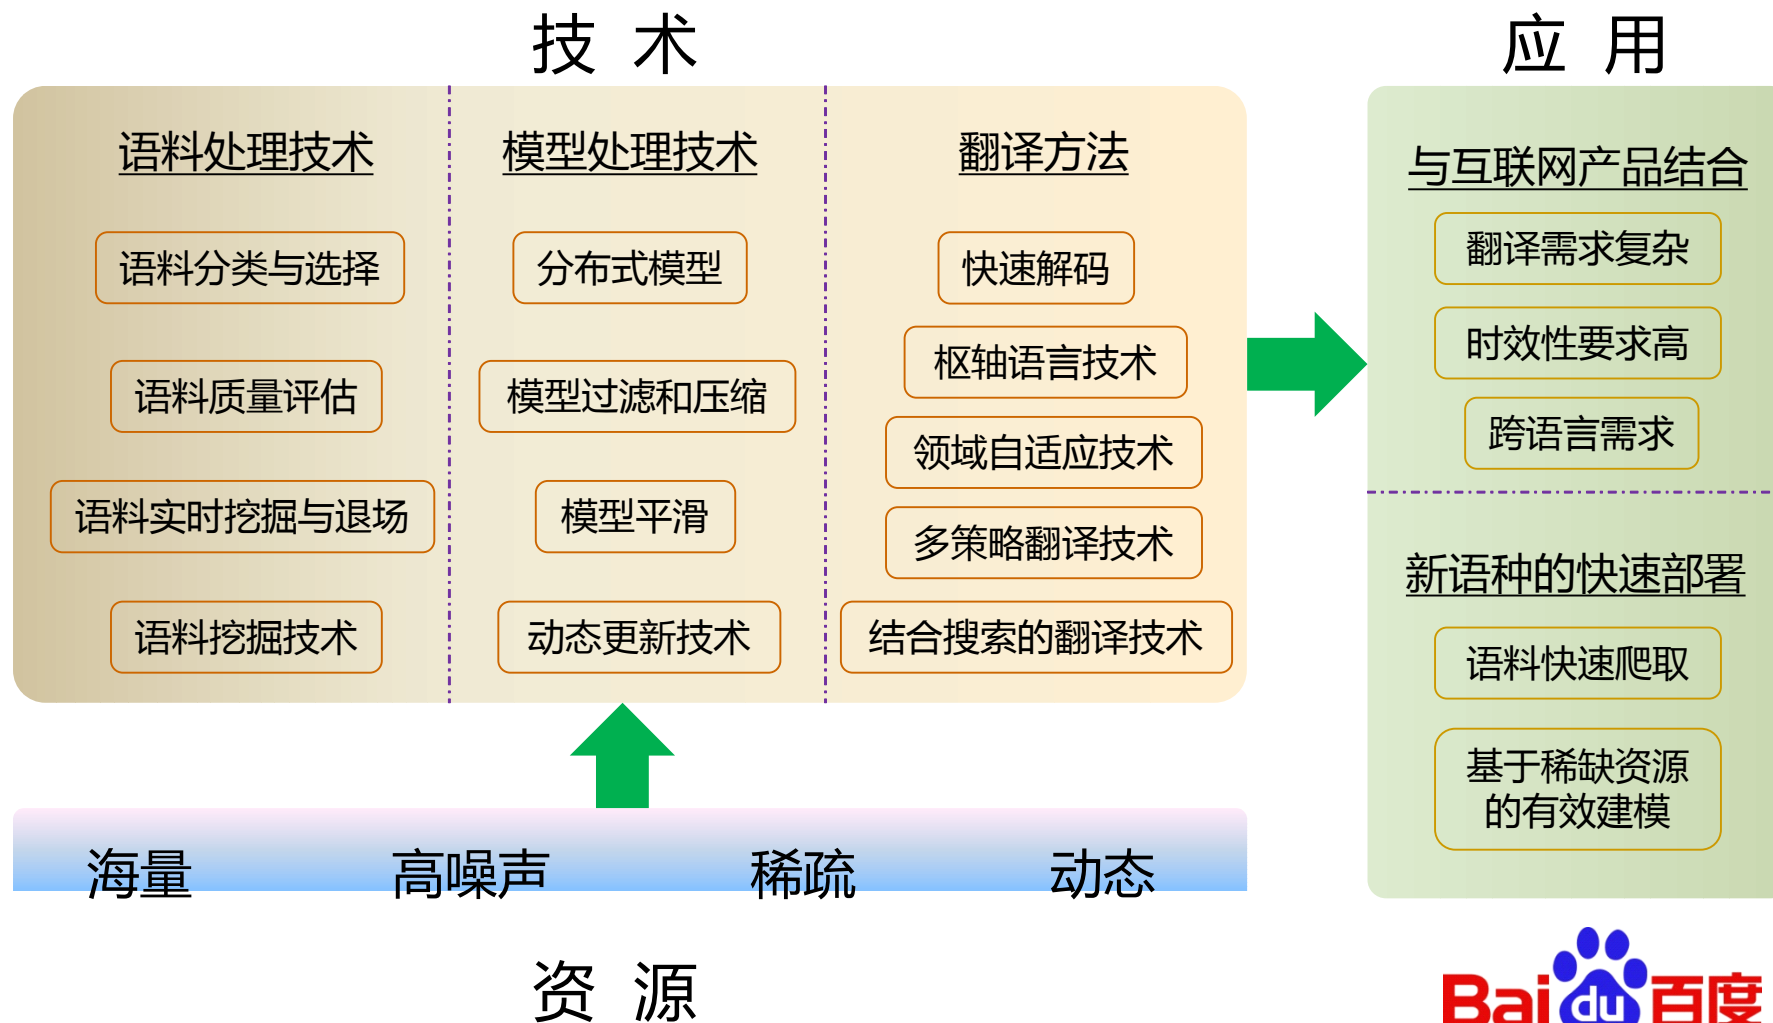 技 术
语料处理技术
语料分类与选择
语料质量评估
语料实时挖掘与退场
语料挖掘技术
模型处理技术
分布式模型
模型过滤和压缩
模型平滑
动态更新技术
翻译方法
快速解码
枢轴语言技术
领域自适应技术
多策略翻译技术
结合搜索的翻译技术
应 用
与互联网产品结合
翻译需求复杂
时效性要求高
跨语言需求
新语种的快速部署
语料快速爬取
基于稀缺资源
的有效建模
海量 高噪声 稀疏 动态
资 源
Bai du 百度